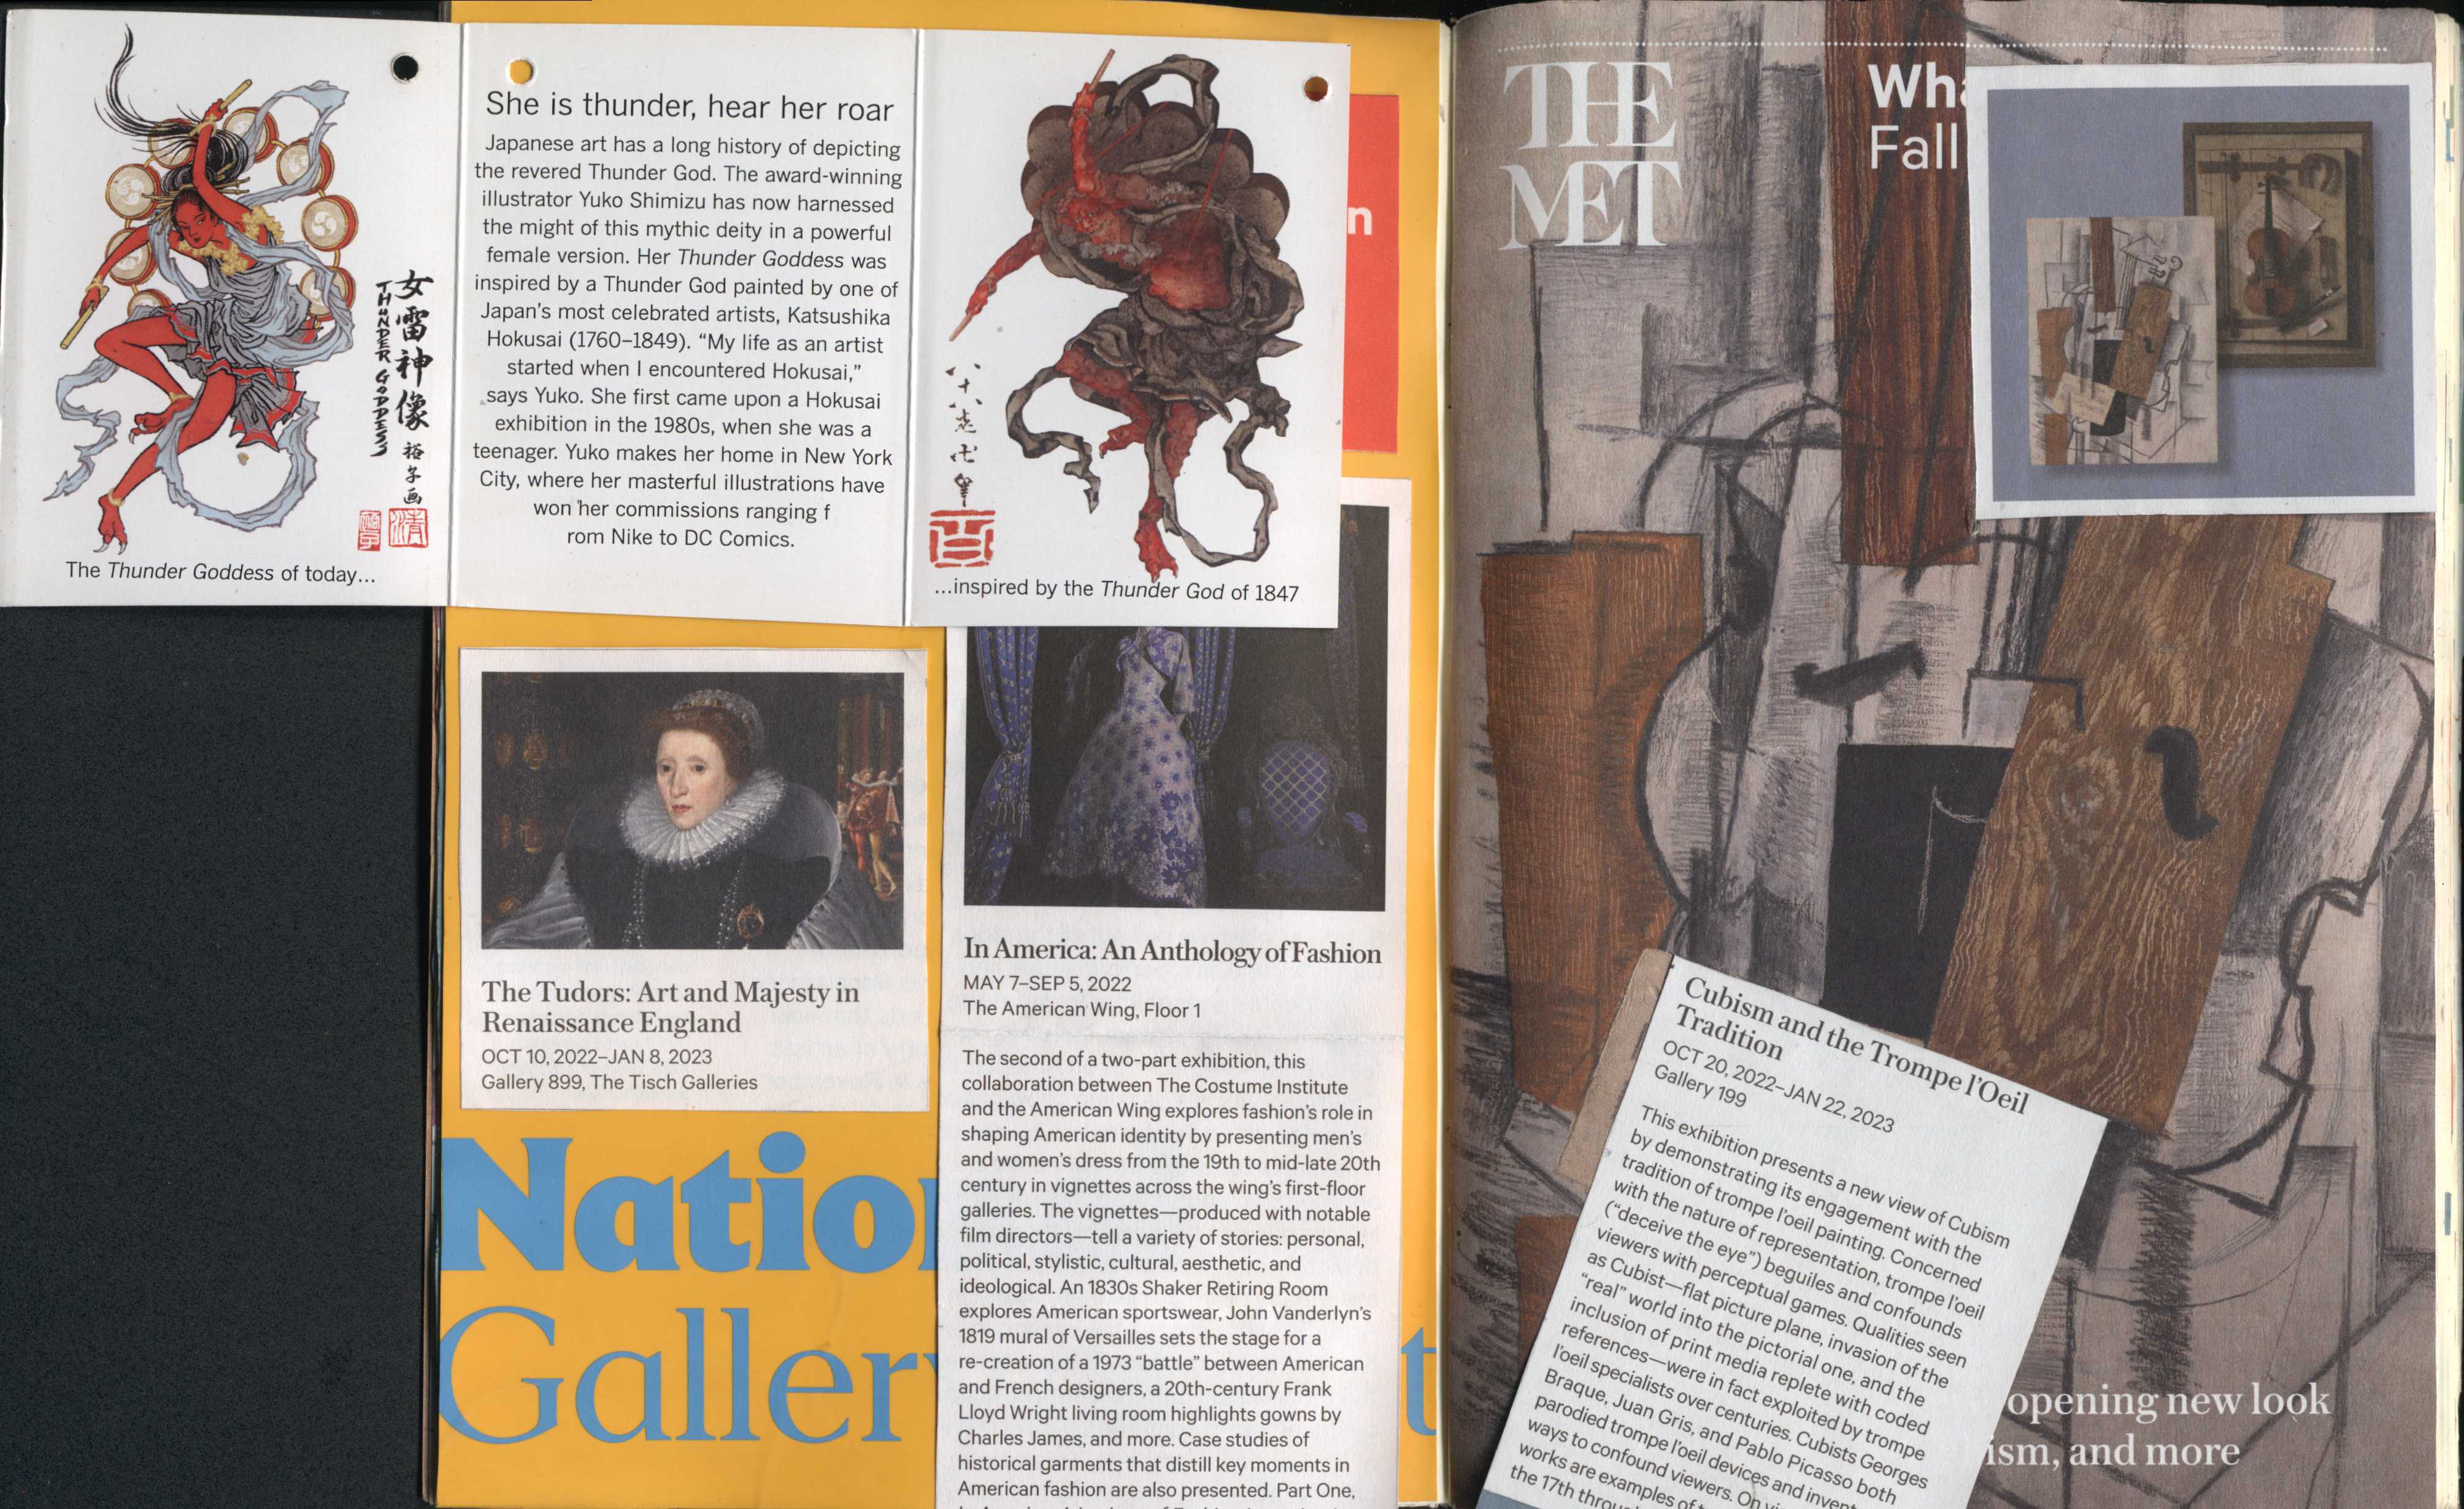 THUNDER GODDESS
女雷神像
裕子画
The Thunder Goddess of today...
She is thunder, hear her roar
Japanese art has a long history of depicting
the revered Thunder God. The award-winning
illustrator Yuko Shimizu has now harnessed
the might of this mythic deity in a powerful
female version. Her Thunder Goddess was
inspired by a Thunder God painted by one of
Japan's most celebrated artists, Katsushika
Hokusai (1760–1849). “My life as an artist
started when I encountered Hokusai,”
says Yuko. She first came upon a Hokusai
exhibition in the 1980s, when she was a
teenager. Yuko makes her home in New York
City, where her masterful illustrations have
won her commissions ranging f
rom Nike to DC Comics.
八十八老卍筆
...inspired by the Thunder God of 1847
n
The Tudors: Art and Majesty in
Renaissance England
OCT 10, 2022–JAN 8, 2023
Gallery 899, The Tisch Galleries
Natio
Galler
t
In America: An Anthology of Fashion
MAY 7–SEP 5, 2022
The American Wing, Floor 1
The second of a two-part exhibition, this
collaboration between The Costume Institute
and the American Wing explores fashion's role in
shaping American identity by presenting men's
and women's dress from the 19th to mid-late 20th
century in vignettes across the wing's first-floor
galleries. The vignettes—produced with notable
film directors—tell a variety of stories: personal,
political, stylistic, cultural, aesthetic, and
ideological. An 1830s Shaker Retiring Room
explores American sportswear, John Vanderlyn's
1819 mural of Versailles sets the stage for a
re-creation of a 1973 “battle” between American
and French designers, a 20th-century Frank
Lloyd Wright living room highlights gowns by
Charles James, and more. Case studies of
historical garments that distill key moments in
American fashion are also presented. Part One,
THE
MET
Wha
Fall
Cubism and the Trompe l'Oeil
Tradition
OCT 20, 2022–JAN 22, 2023
Gallery 199
This exhibition presents a new view of Cubism
by demonstrating its engagement with the
tradition of trompe l'oeil painting. Concerned
with the nature of representation, trompe l'oeil
(“deceive the eye”) beguiles and confounds
viewers with perceptual games. Qualities seen
as Cubist—flat picture plane, invasion of the
“real” world into the pictorial one, and the
inclusion of print media replete with coded
references—were in fact exploited by trompe
l'oeil specialists over centuries. Cubists Georges
Braque, Juan Gris, and Pablo Picasso both
parodied trompe l'oeil devices and invent
ways to confound viewers. On vi
works are examples of t
the 17th throu
opening new look
ism, and more